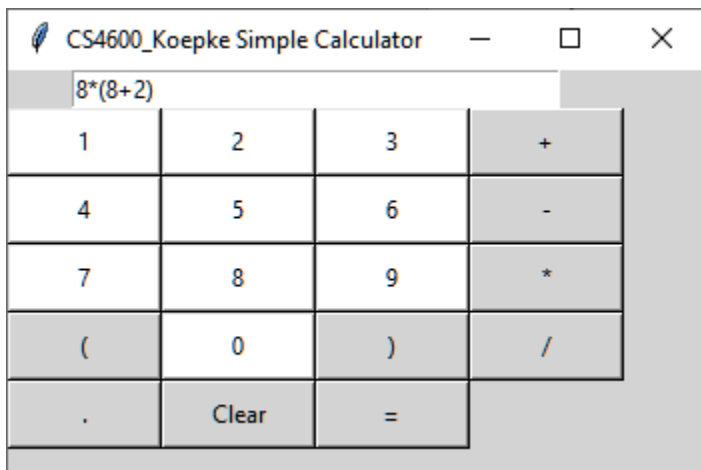 CS4600_Koepke Simple Calculator
8*(8+2)
1 2 3 +
4 5 6 -
7 8 9 *
( 0 ) /
. Clear =